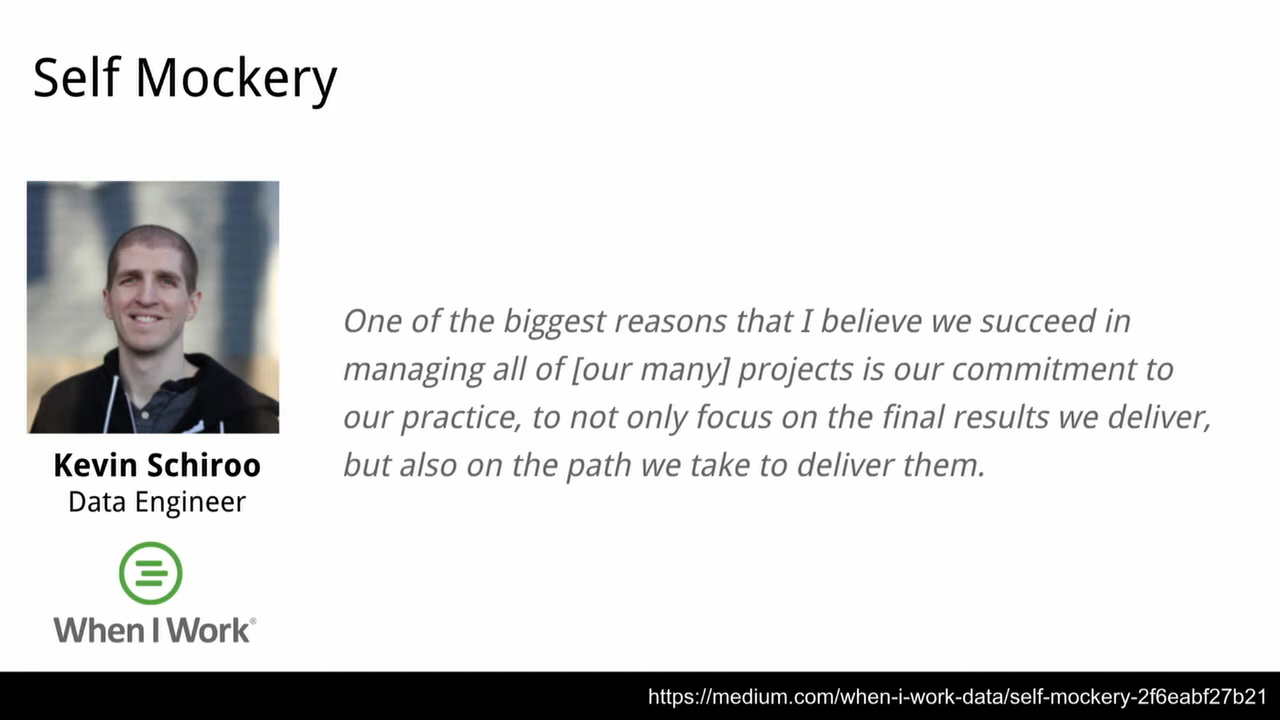 Self Mockery
One of the biggest reasons that I believe we succeed in
managing all of [our many] projects is our commitment to
our practice, to not only focus on the final results we deliver,
but also on the path we take to deliver them.
Kevin Schiroo
Data Engineer
When I Work®
https://medium.com/when-i-work-data/self-mockery-2f6eabf27b21